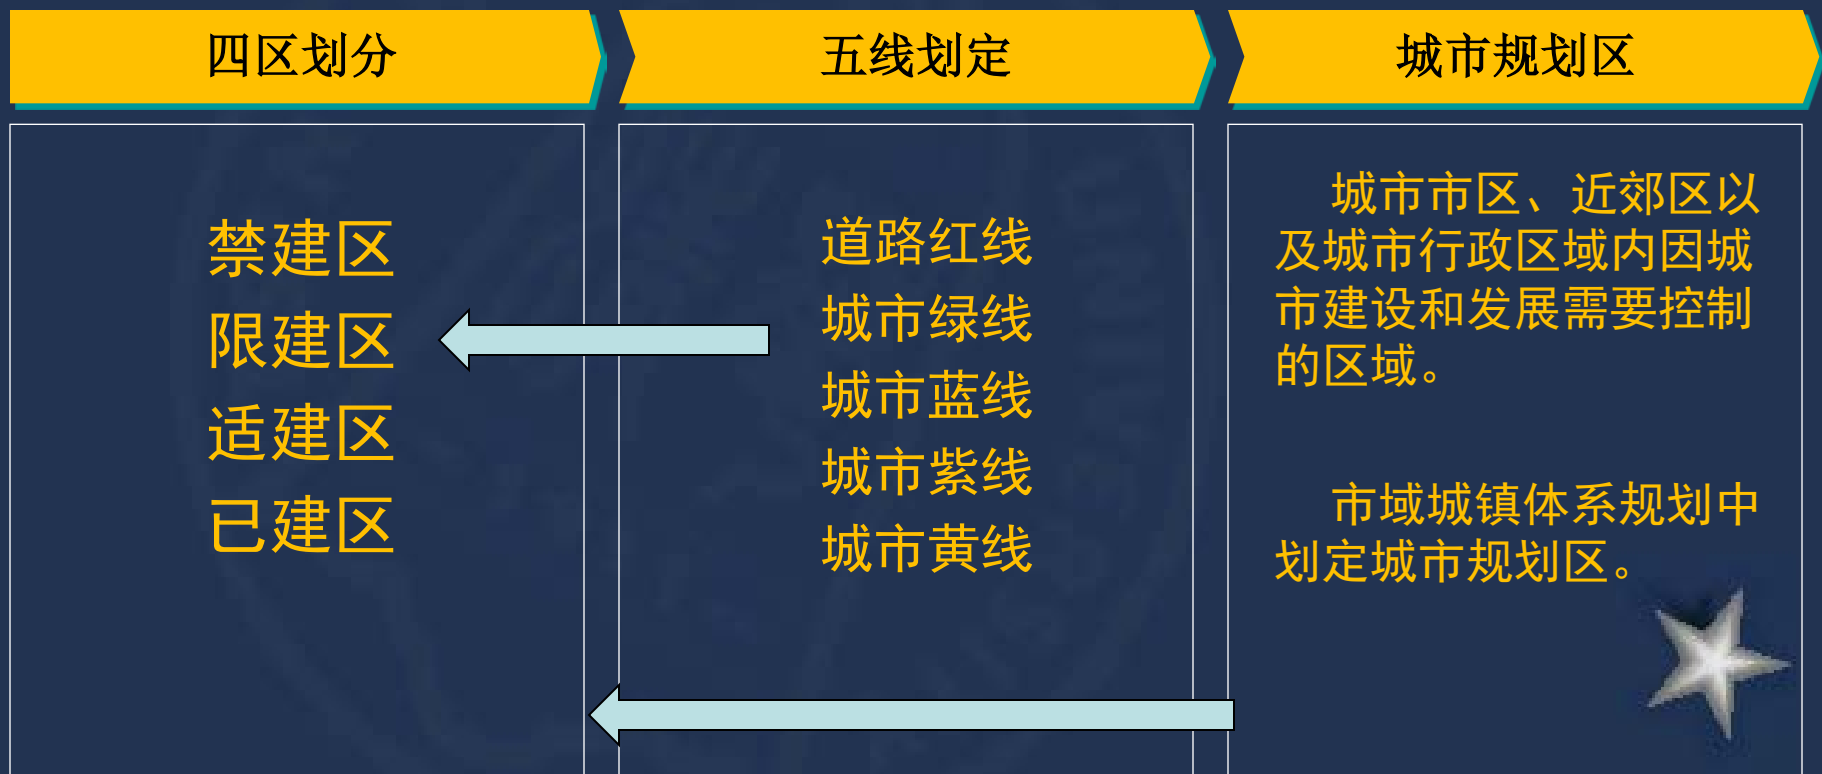 四区划分
五线划定
城市规划区
禁建区
限建区
适建区
已建区
道路红线
城市绿线
城市蓝线
城市紫线
城市黄线
城市市区、近郊区以
及城市行政区域内因城
市建设和发展需要控制
的区域。
市域城镇体系规划中
划定城市规划区。